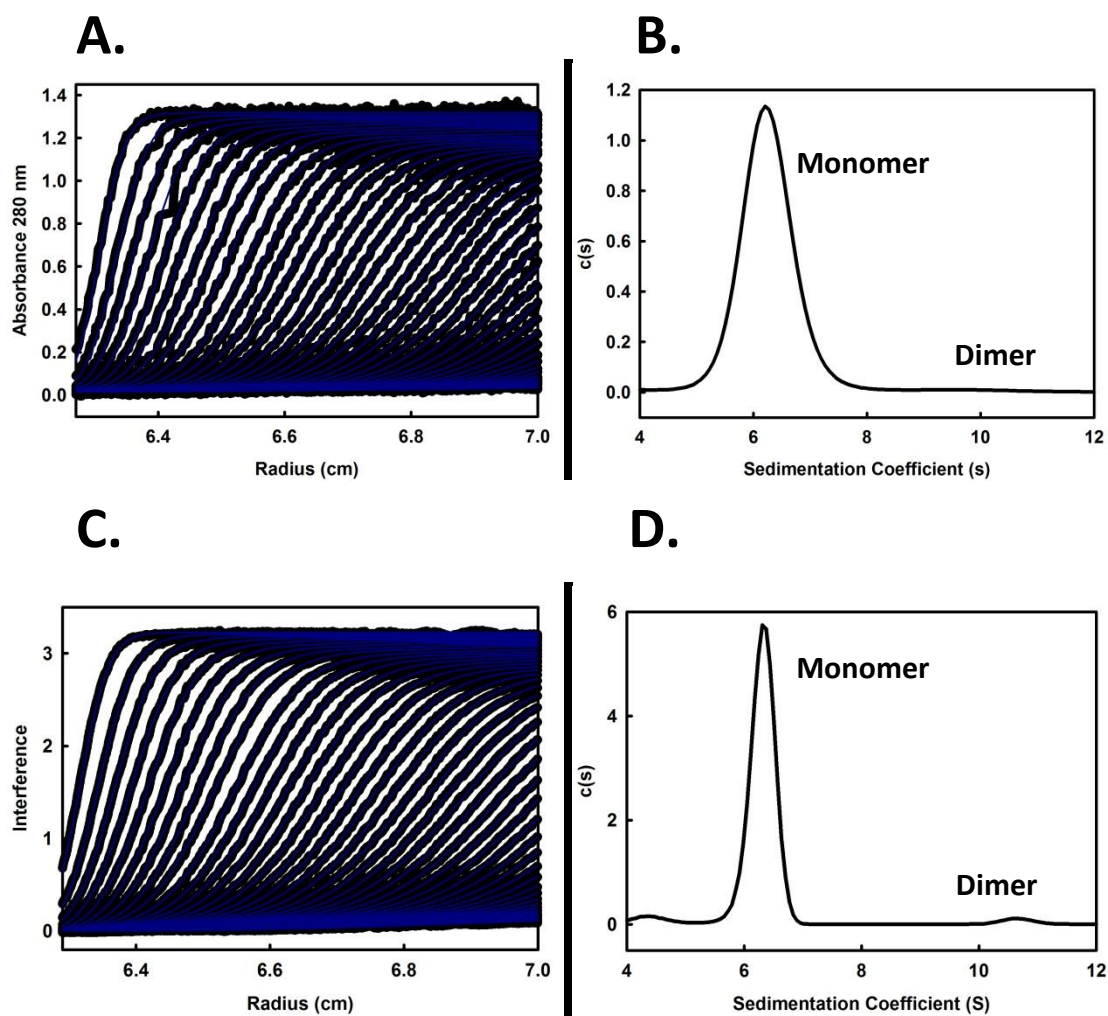 A.
B.
1.4
1.2
1.0
0.8
0.6
0.4
0.2
0.0
Absorbance 280 nm
6.4
6.6
6.8
7.0
Radius (cm)
1.2
1.0
0.8
0.6
0.4
0.2
0.0
c(s)
Monomer
Dimer
4
6
8
10
12
Sedimentation Coefficient (s)
C.
D.
3
2
1
0
Interference
6.4
6.6
6.8
7.0
Radius (cm)
6
4
2
0
c(s)
Monomer
Dimer
4
6
8
10
12
Sedimentation Coefficient (S)